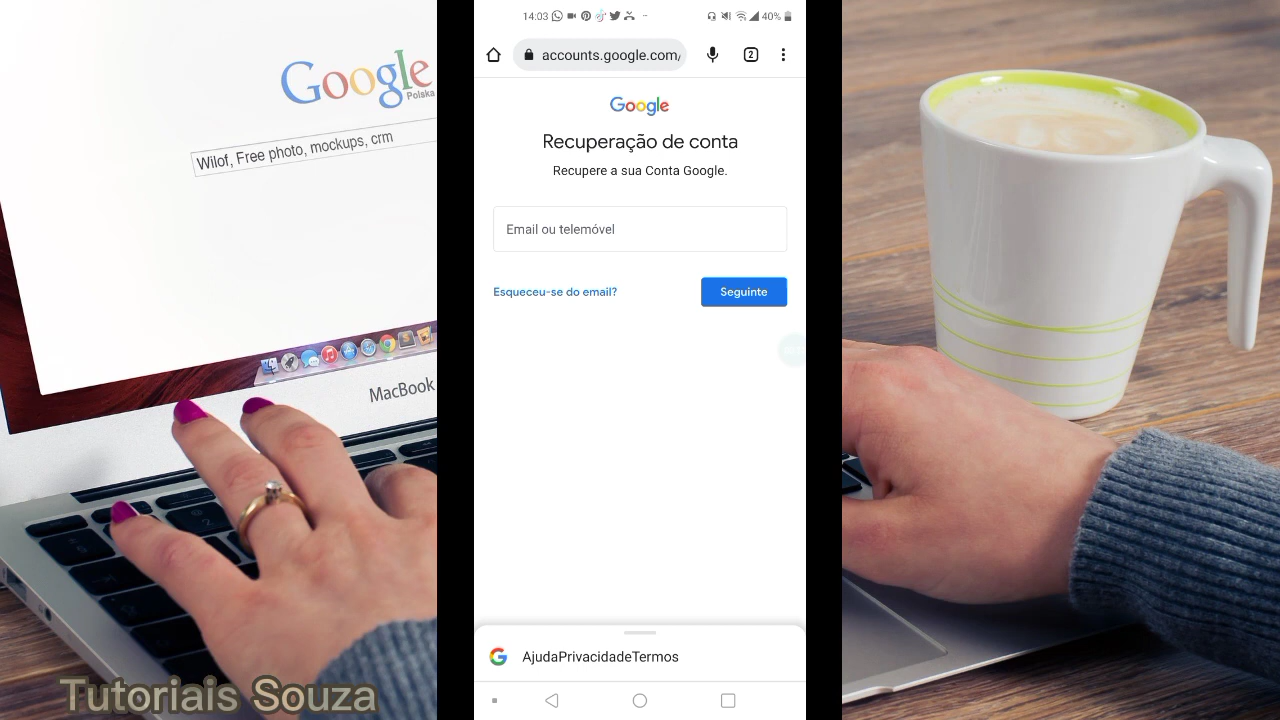 Google
Polska
Wilof, Free photo, mockups, crm
MacBook
Tutoriais Souza
14:03
40%
accounts.google.com/
2
Google
Recuperação de conta
Recupere a sua Conta Google.
Email ou telemóvel
Esqueceu-se do email?
Seguinte
AjudaPrivacidadeTermos